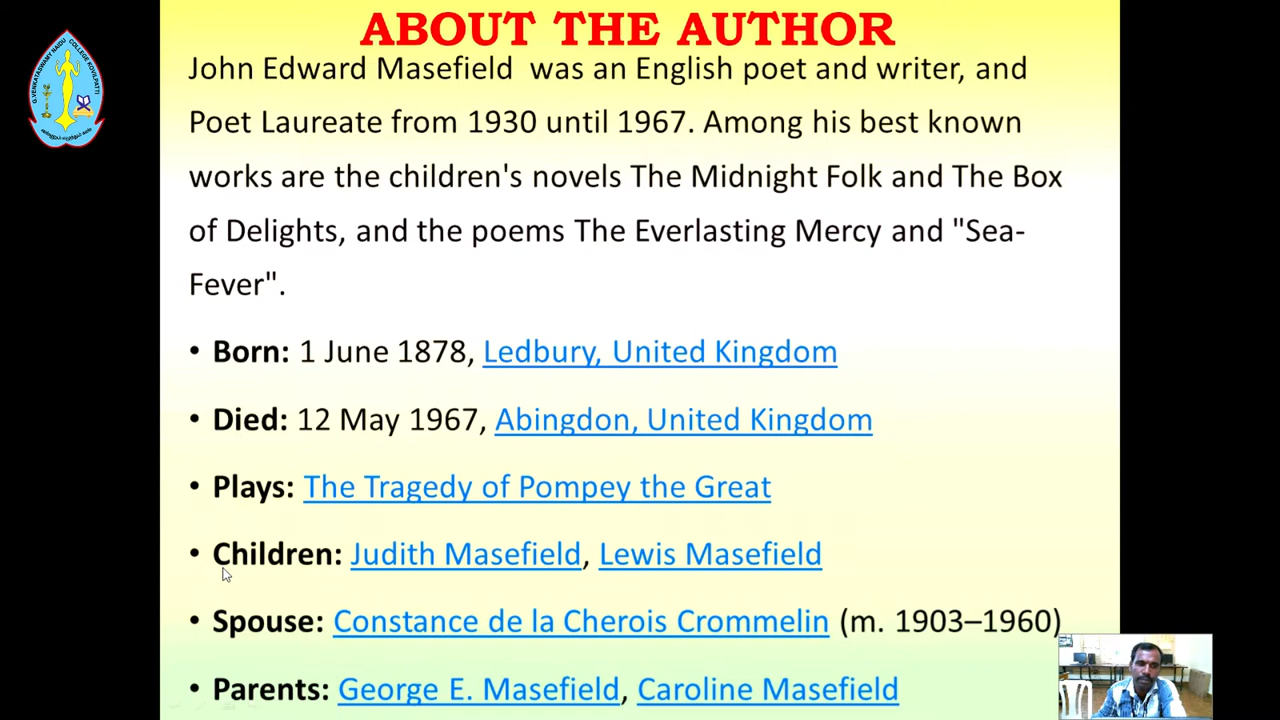 ABOUT THE AUTHOR
G.VENKATASWAMY NAIDU COLLEGE KOVILPATTI
John Edward Masefield was an English poet and writer, and
Poet Laureate from 1930 until 1967. Among his best known
works are the children's novels The Midnight Folk and The Box
of Delights, and the poems The Everlasting Mercy and "Sea-
Fever".
• Born: 1 June 1878, Ledbury, United Kingdom
• Died: 12 May 1967, Abingdon, United Kingdom
• Plays: The Tragedy of Pompey the Great
• Children: Judith Masefield, Lewis Masefield
• Spouse: Constance de la Cherois Crommelin (m. 1903–1960)
• Parents: George E. Masefield, Caroline Masefield